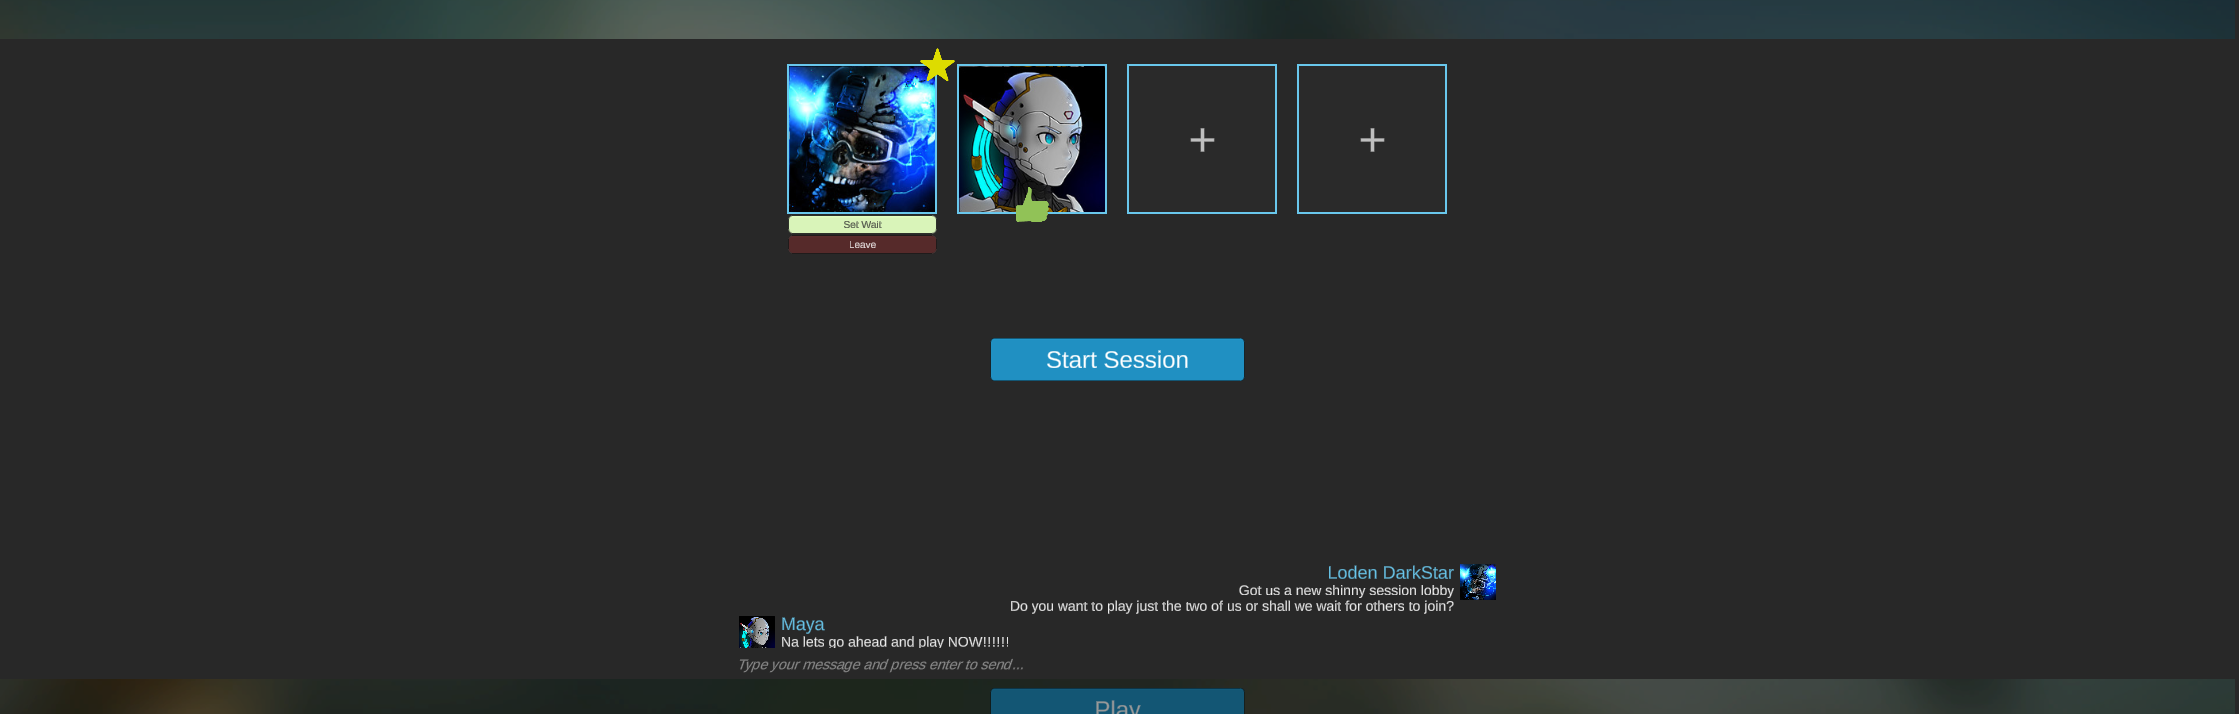 Set Wait
Leave
Start Session
Loden DarkStar
Got us a new shinny session lobby
Do you want to play just the two of us or shall we wait for others to join?
Maya
Na lets go ahead and play NOW!!!!!!
Type your message and press enter to send...
Play